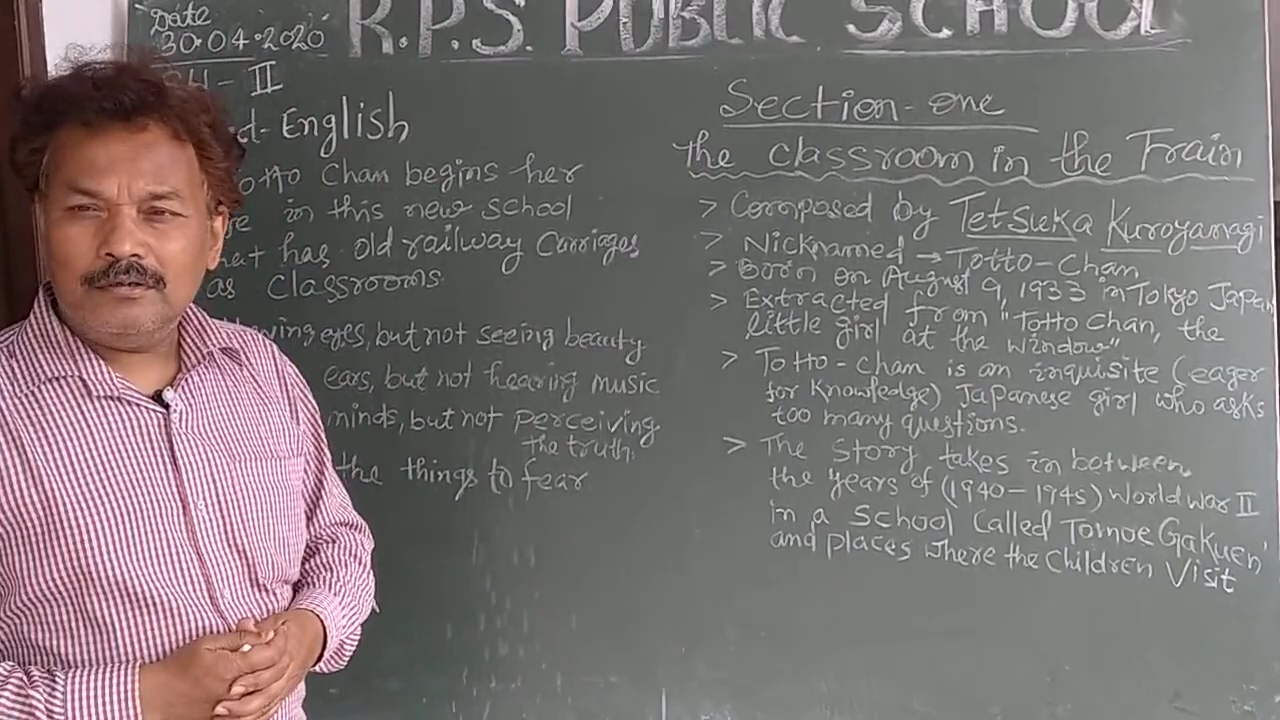 Date
30.04.2020
R.P.S. PUBLIC SCHOOL
II
English
Totto Chan begins her
in this new school
has old railway Carriages
as Classrooms
Having eyes, but not seeing beauty
ears, but not hearing music
minds, but not perceiving
the truth.
the things to fear
Section-one
The classroom in the Train
> Composed by Tetsuka Kuroyanagi
> Nicknamed → Totto-Chan
> Born on August 9, 1933 in Tokyo Japan
> Extracted from "Totto Chan, the
little girl at the window"
> Totto-Chan is an inquisite (eager
for Knowledge) Japanese girl who asks
too many questions.
> The Story takes in between
the years of (1940-1945) World war II
in a School Called Tomoe Gakuen'
and places where the Children Visit